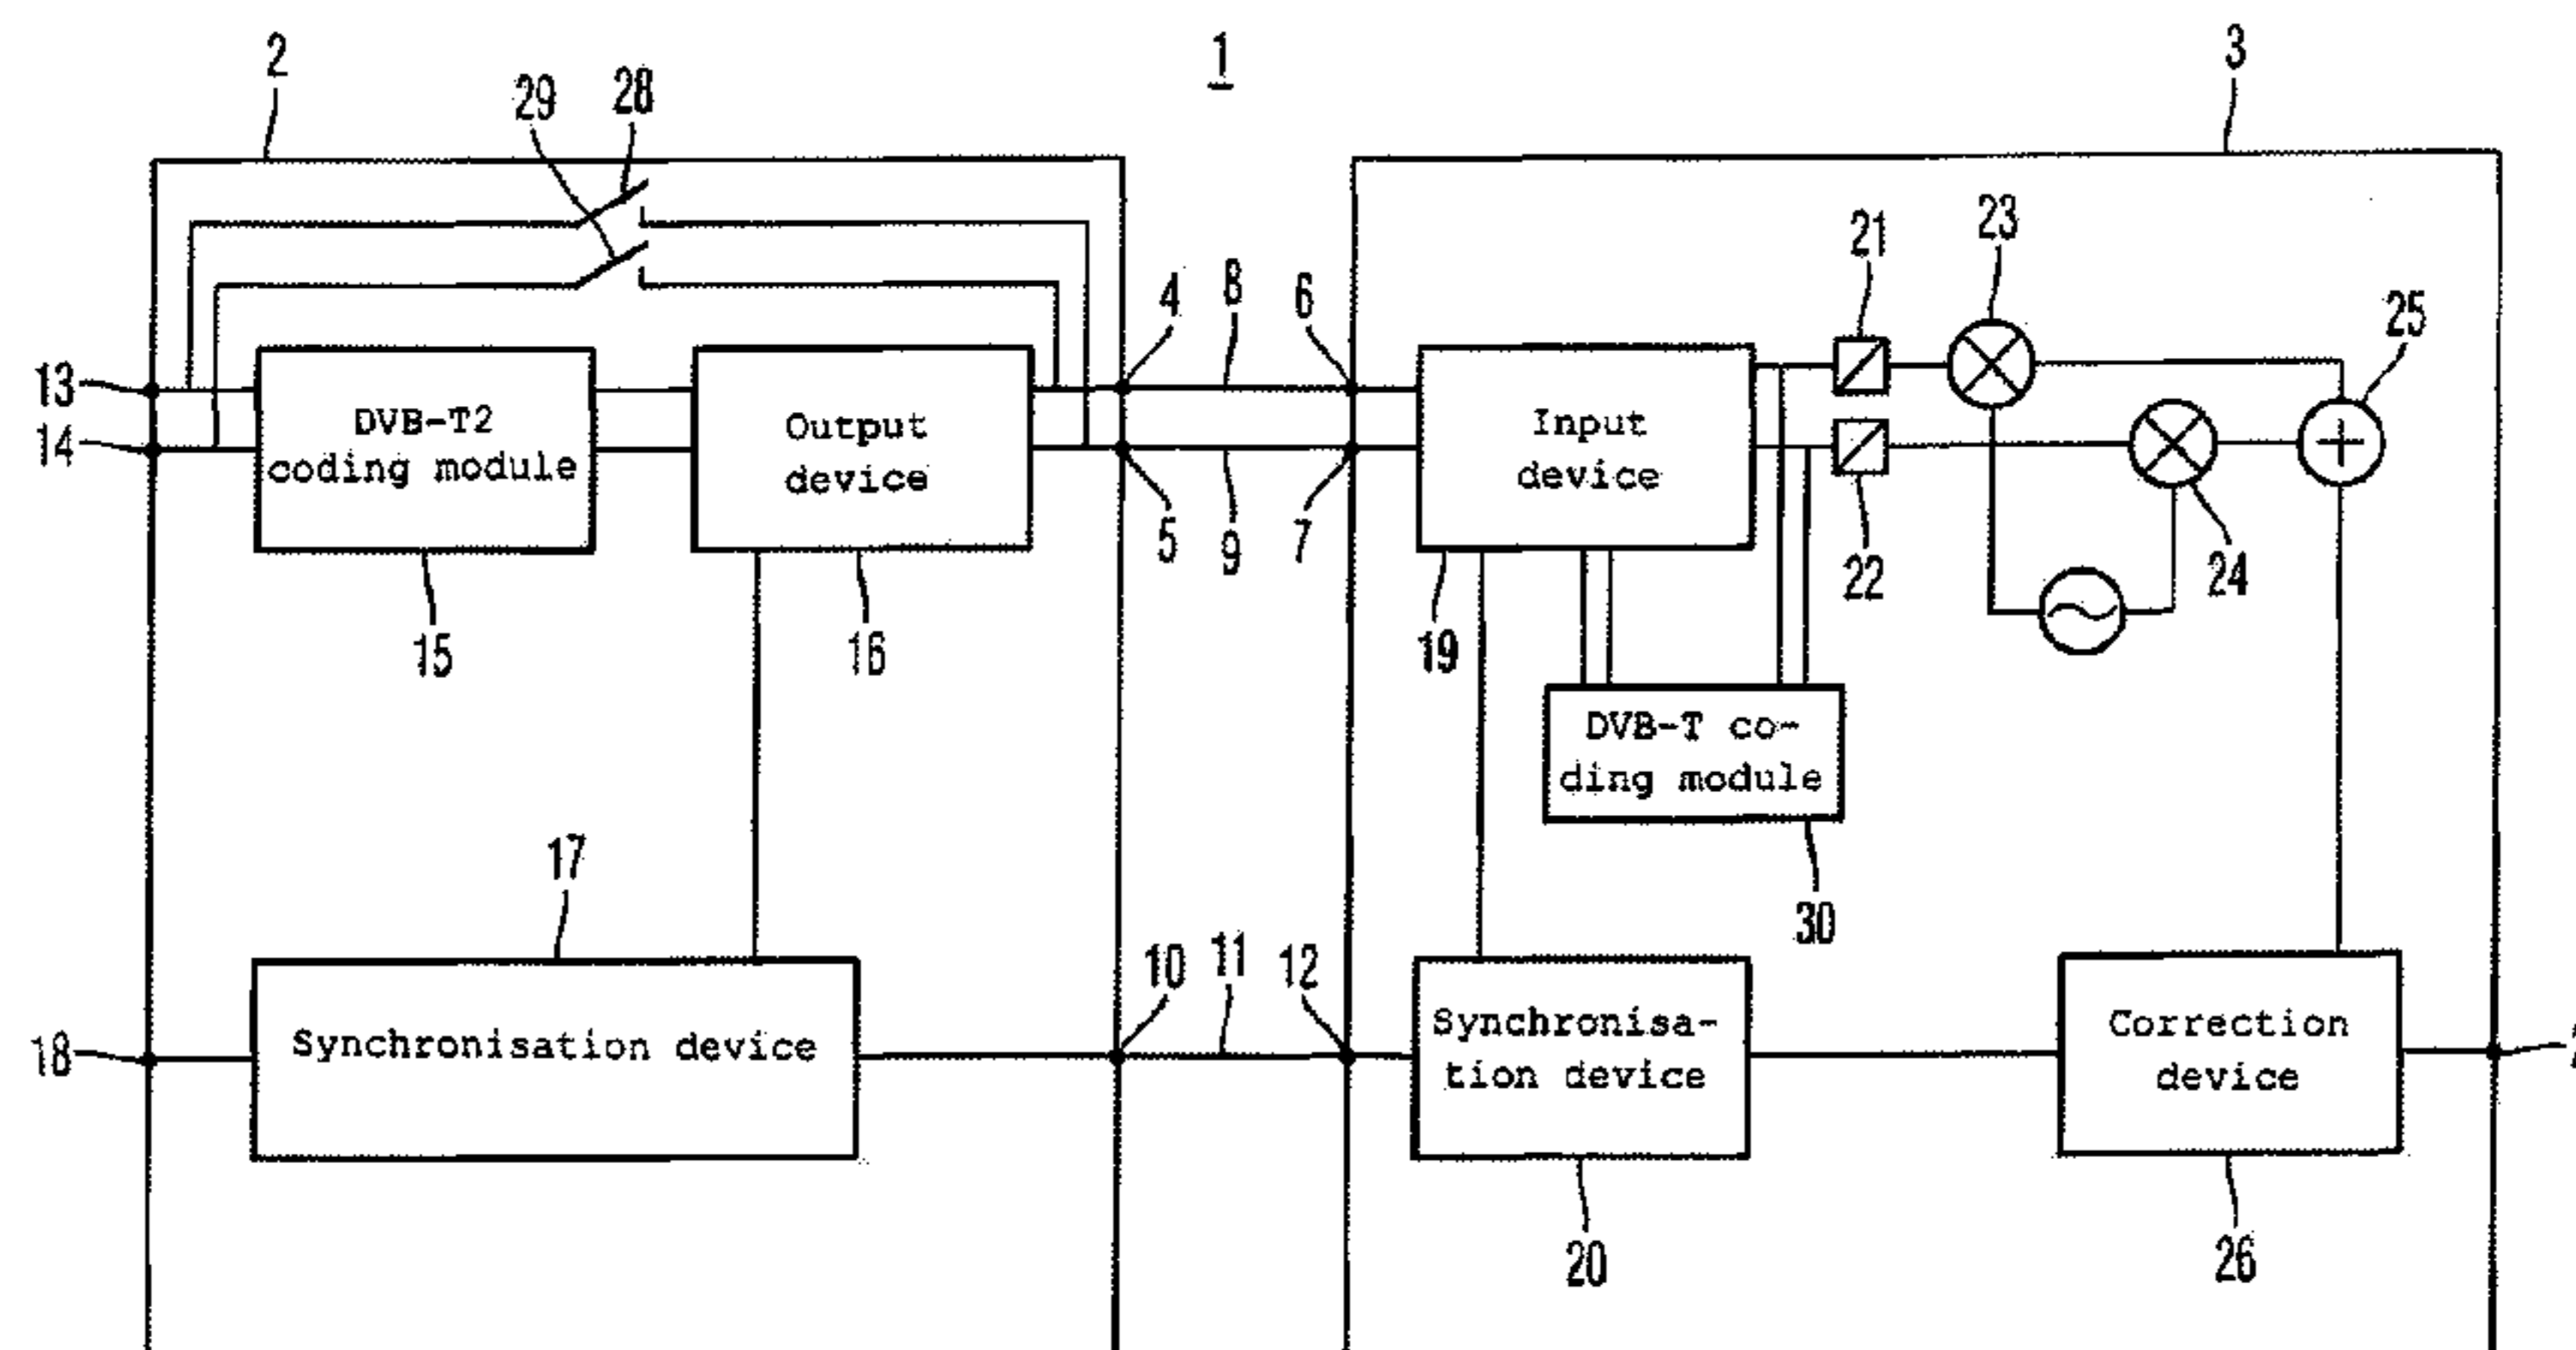 1
2
3
28
29
21
23
25
4
8
6
13
14
DVB-T2
coding module
Output
device
Input
device
5
9
7
22
24
15
16
19
DVB-T co-
ding module
30
17
10
11
12
18
Synchronisation device
Synchronisa-
tion device
Correction
device
20
26